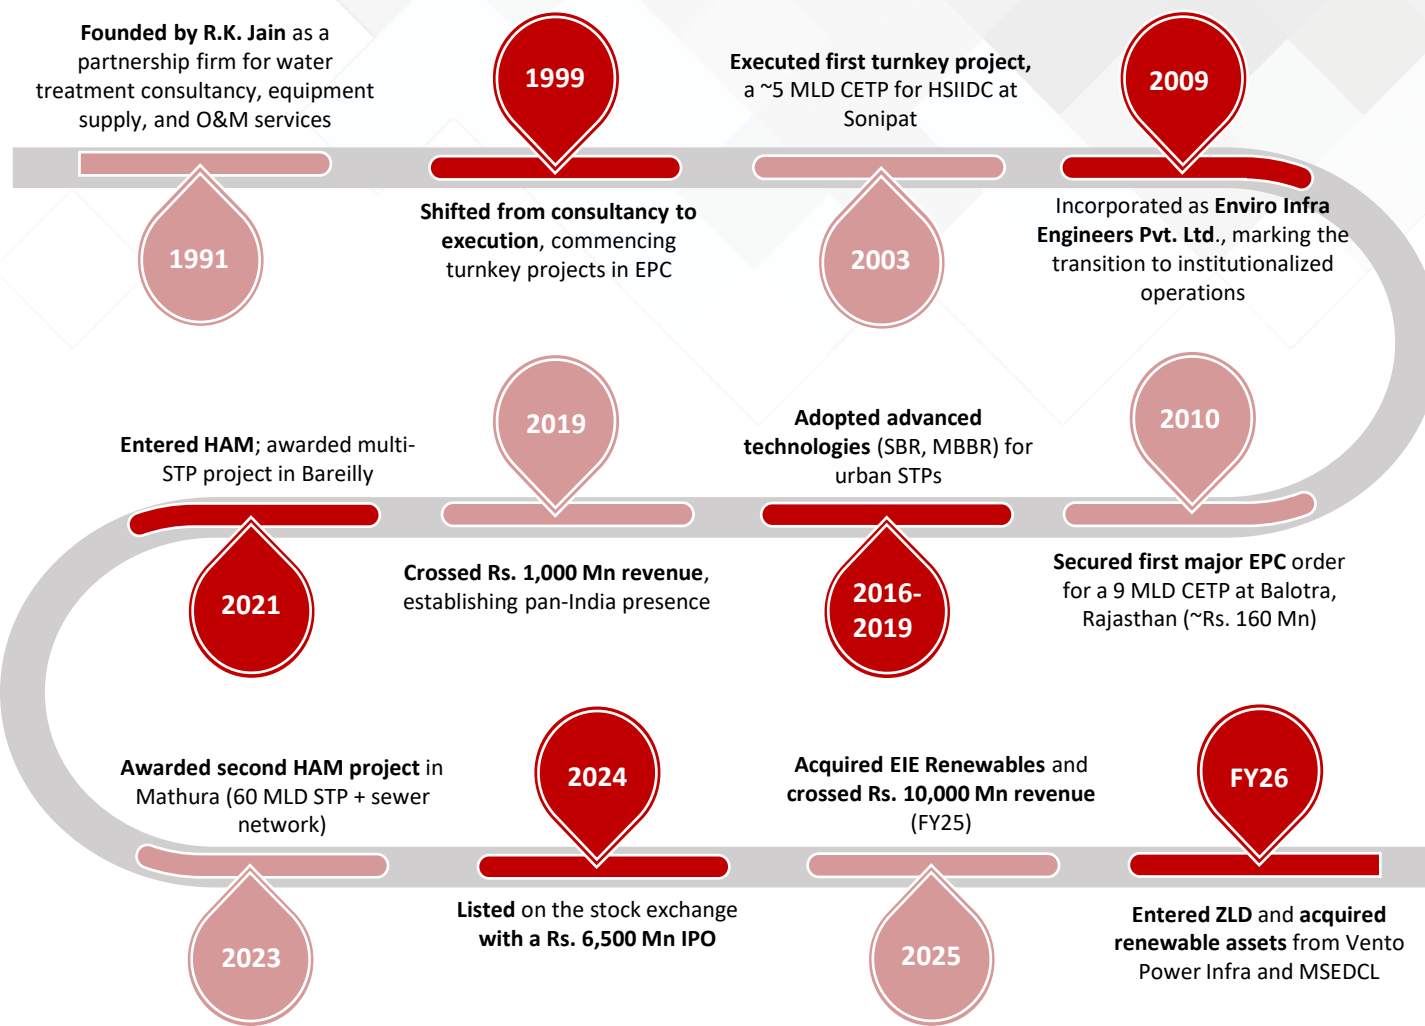 Founded by R.K. Jain as a
partnership firm for water
treatment consultancy, equipment
supply, and O&M services
1991
1999
Shifted from consultancy to
execution, commencing
turnkey projects in EPC
Executed first turnkey project,
a ~5 MLD CETP for HSIIDC at
Sonipat
2003
2009
Incorporated as Enviro Infra
Engineers Pvt. Ltd., marking the
transition to institutionalized
operations
2010
Secured first major EPC order
for a 9 MLD CETP at Balotra,
Rajasthan (~Rs. 160 Mn)
Adopted advanced
technologies (SBR, MBBR) for
urban STPs
2016-
2019
2019
Crossed Rs. 1,000 Mn revenue,
establishing pan-India presence
Entered HAM; awarded multi-
STP project in Bareilly
2021
Awarded second HAM project in
Mathura (60 MLD STP + sewer
network)
2023
2024
Listed on the stock exchange
with a Rs. 6,500 Mn IPO
Acquired EIE Renewables and
crossed Rs. 10,000 Mn revenue
(FY25)
2025
FY26
Entered ZLD and acquired
renewable assets from Vento
Power Infra and MSEDCL